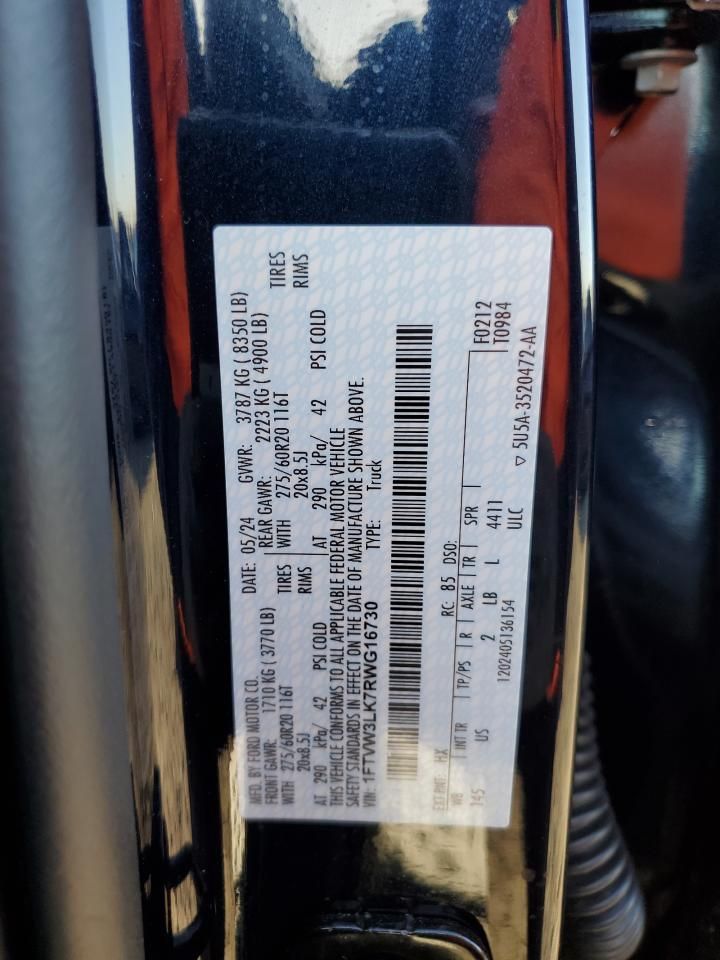 MFD. BY FORD MOTOR CO. DATE: 05/24 GVWR: 3787 KG ( 8350 LB)
FRONT GAWR: 1710 KG ( 3770 LB) REAR GAWR: 2223 KG ( 4900 LB)
WITH 275/60R20 116T TIRES WITH 275/60R20 116T TIRES
20x8.5J RIMS 20x8.5J RIMS
AT 290 kPa/ 42 PSI COLD AT 290 kPa/ 42 PSI COLD
THIS VEHICLE CONFORMS TO ALL APPLICABLE FEDERAL MOTOR VEHICLE
SAFETY STANDARDS IN EFFECT ON THE DATE OF MANUFACTURE SHOWN ABOVE.
VIN: 1FTVW3LK7RWG16730 TYPE: Truck
EXT PNT: HX RC: 85 DSO:
WB INT TR TP/PS R AXLE TR SPR F0212
145 US 2 LB L 4411 T0984
1202405136154 ULC
▽ 5U5A-3520472-AA